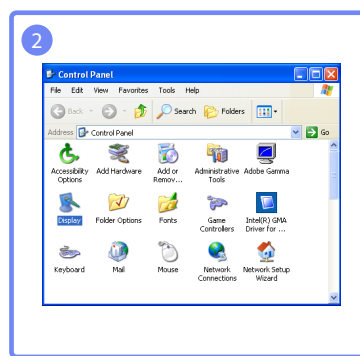 2
Control Panel
File Edit View Favorites Tools Help
Back Search Folders
Address Control Panel Go
Accessibility Options Add Hardware Add or Remov... Administrative Tools Adobe Gamma
Display Folder Options Fonts Game Controllers Intel(R) GMA Driver for ...
Keyboard Mail Mouse Network Connections Network Setup Wizard